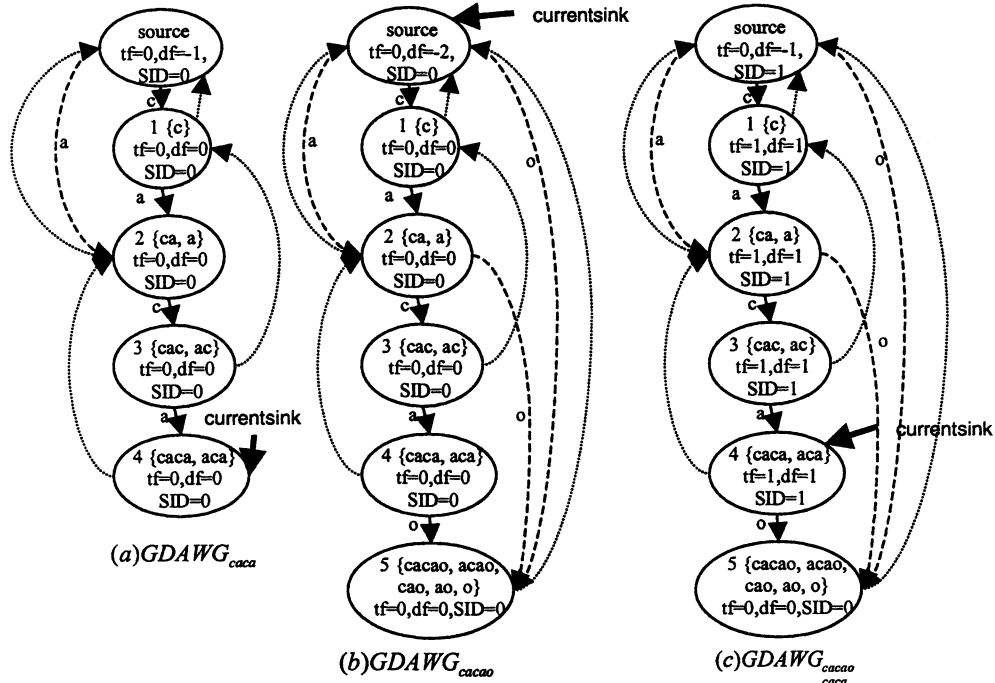 source
tf=0,df=-1,
SID=0
c
1 {c}
tf=0,df=0
SID=0
a
a
2 {ca, a}
tf=0,df=0
SID=0
c
3 {cac, ac}
tf=0,df=0
SID=0
a
currentsink
4 {caca, aca}
tf=0,df=0
SID=0
(a)GDAWG caca
currentsink
source
tf=0,df=-2,
SID=0
c
1 {c}
tf=0,df=0
SID=0
a
o
a
2 {ca, a}
tf=0,df=0
SID=0
c
3 {cac, ac}
tf=0,df=0
SID=0
a
o
4 {caca, aca}
tf=0,df=0
SID=0
o
5 {cacao, acao,
cao, ao, o}
tf=0,df=0,SID=0
(b)GDAWG cacao
source
tf=0,df=-1,
SID=1
c
1 {c}
tf=1,df=1
SID=1
a
o
a
2 {ca, a}
tf=1,df=1
SID=1
c
o
3 {cac, ac}
tf=1,df=1
SID=1
a
currentsink
4 {caca, aca}
tf=1,df=1
SID=1
o
5 {cacao, acao,
cao, ao, o}
tf=0,df=0,SID=0
(c)GDAWG cacao
caca